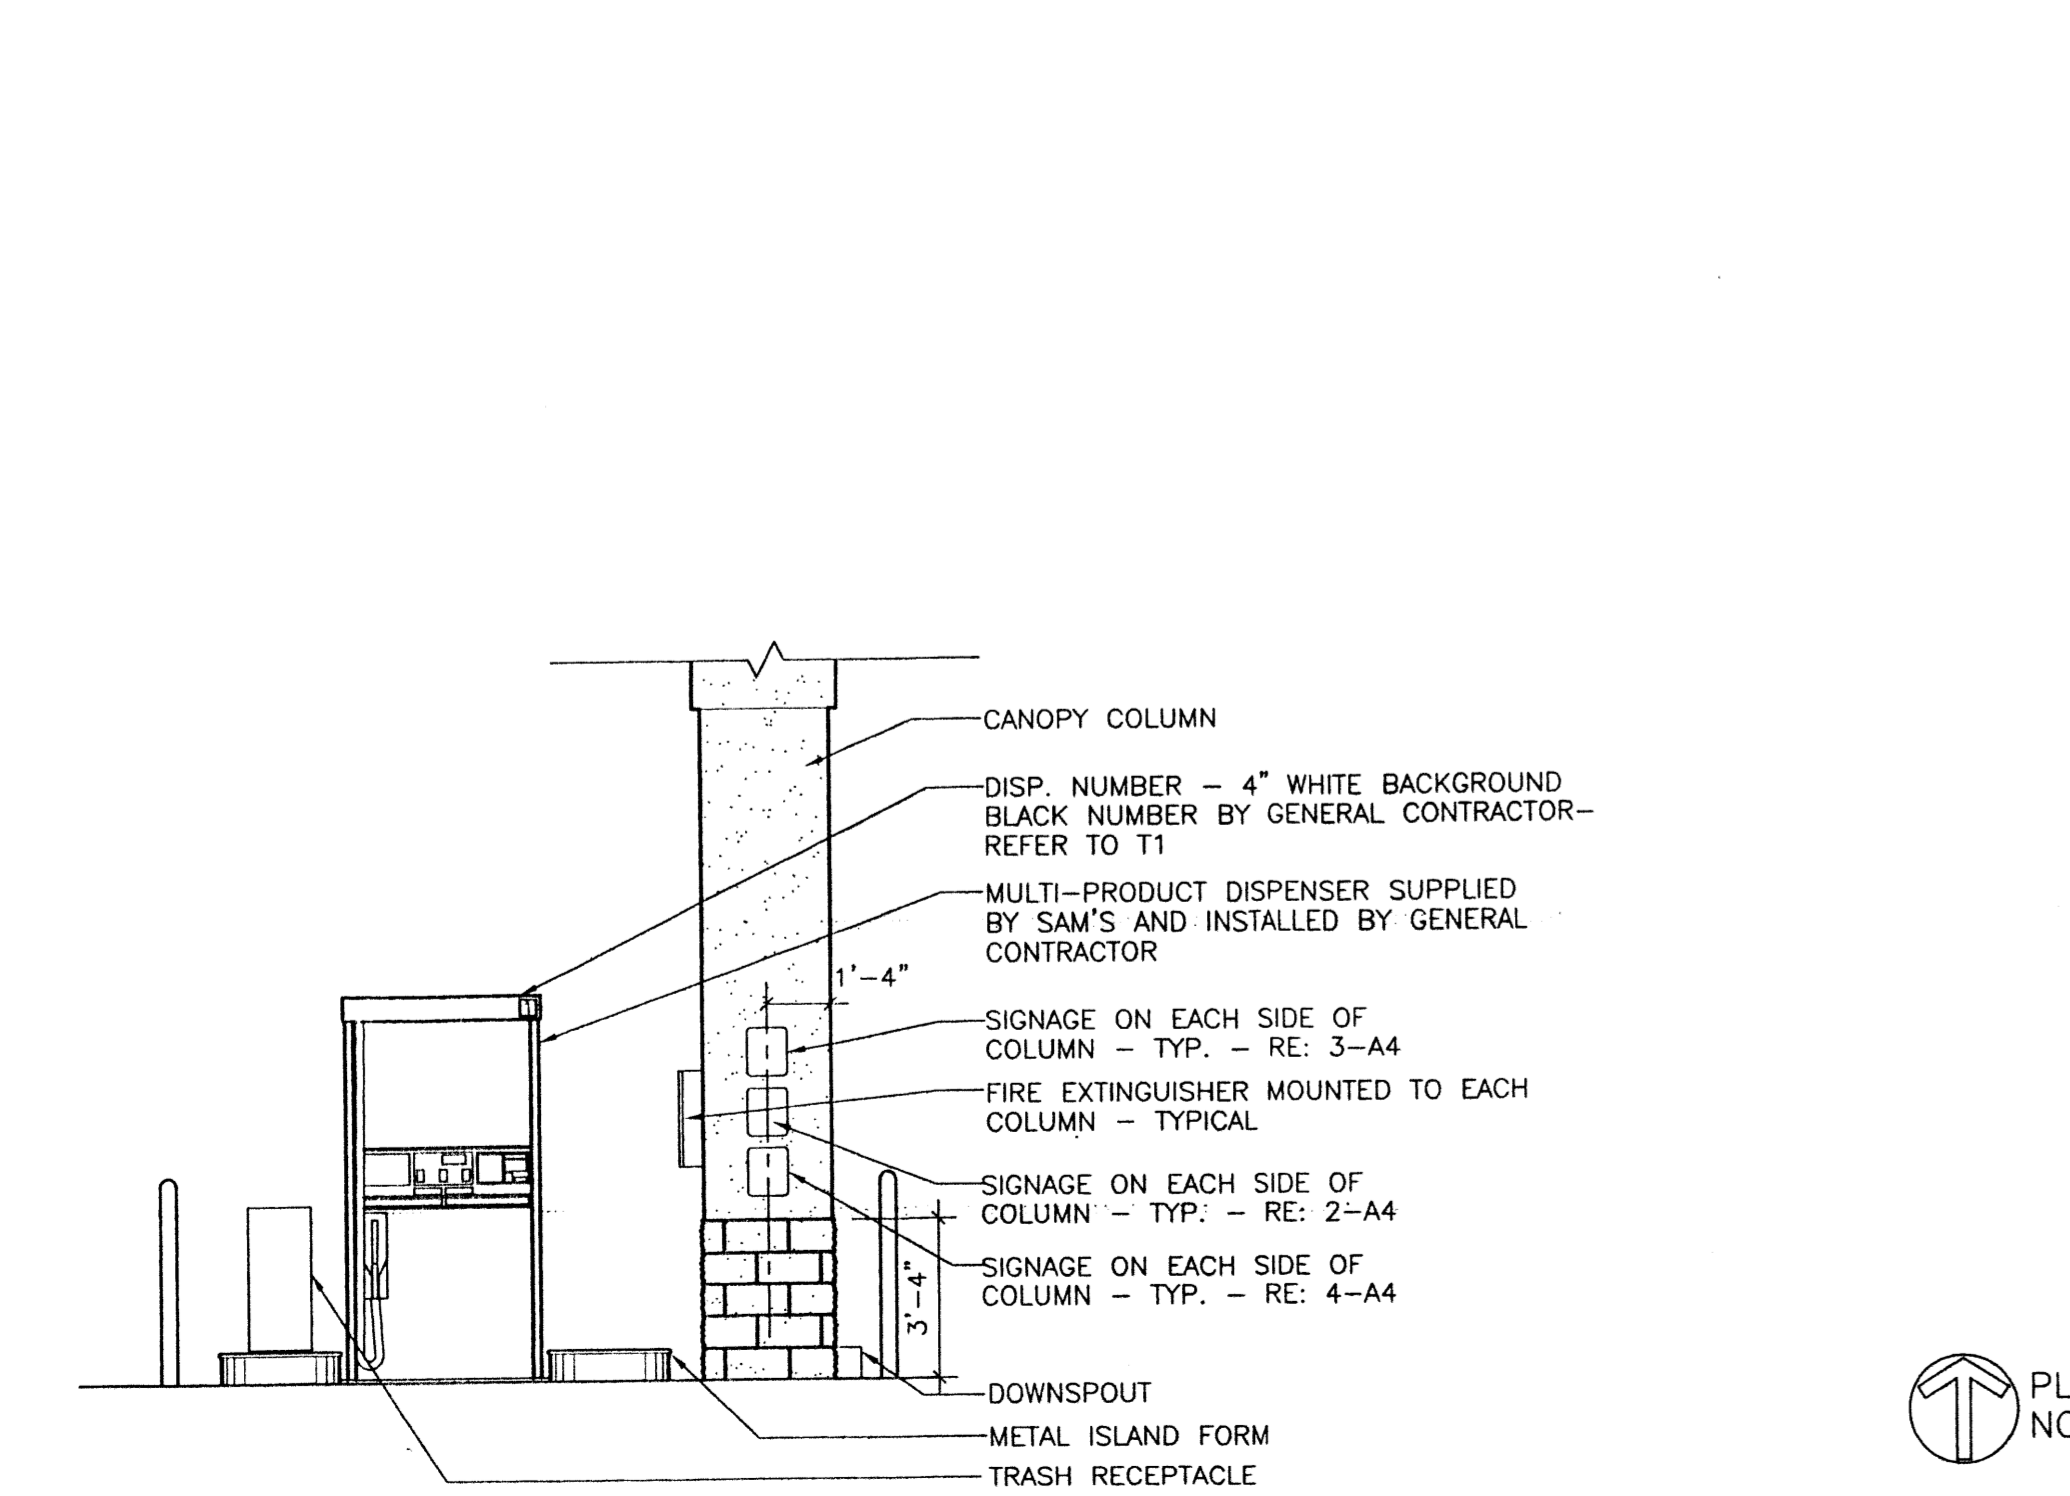 CANOPY COLUMN
DISP. NUMBER – 4" WHITE BACKGROUND
BLACK NUMBER BY GENERAL CONTRACTOR–
REFER TO T1
MULTI–PRODUCT DISPENSER SUPPLIED
BY SAM'S AND INSTALLED BY GENERAL
CONTRACTOR
1'–4"
SIGNAGE ON EACH SIDE OF
COLUMN – TYP. – RE: 3–A4
FIRE EXTINGUISHER MOUNTED TO EACH
COLUMN – TYPICAL
SIGNAGE ON EACH SIDE OF
COLUMN – TYP. – RE: 2–A4
SIGNAGE ON EACH SIDE OF
COLUMN – TYP. – RE: 4–A4
3'–4"
DOWNSPOUT
METAL ISLAND FORM
TRASH RECEPTACLE
PL
NO